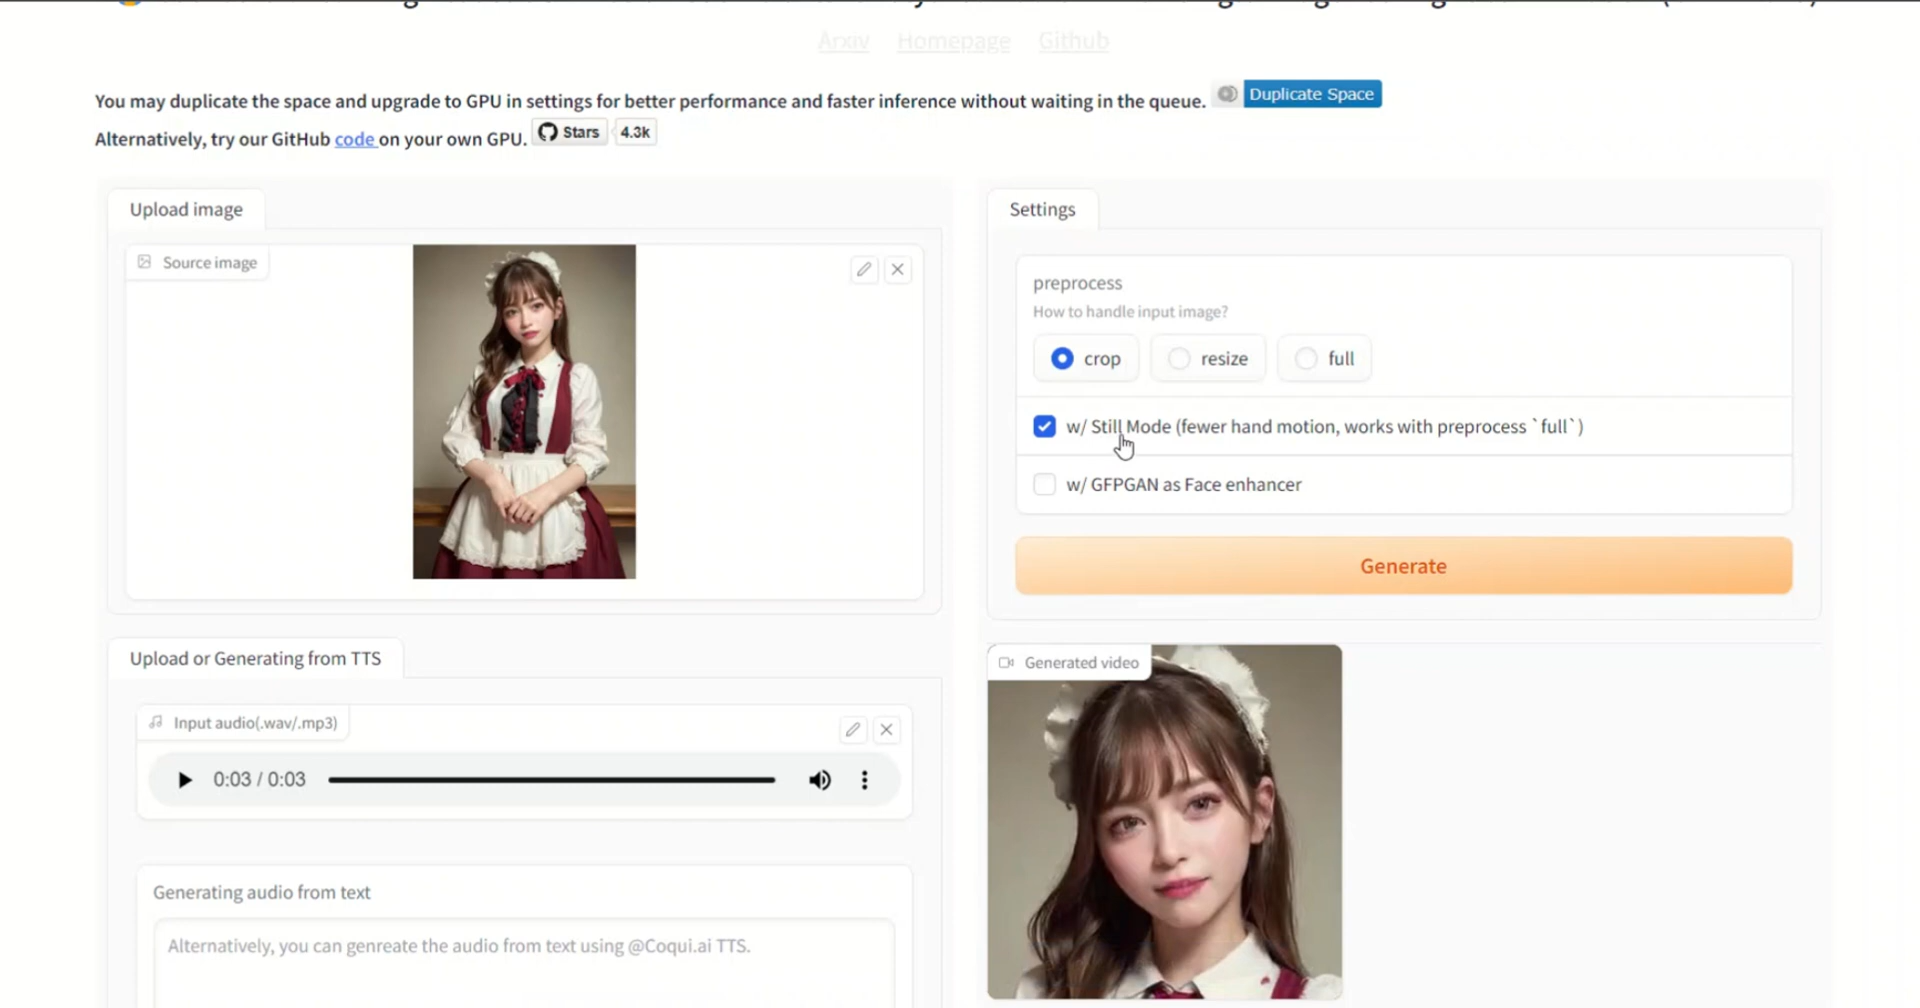 Arxiv Homepage Github
You may duplicate the space and upgrade to GPU in settings for better performance and faster inference without waiting in the queue. Duplicate Space
Alternatively, try our GitHub code on your own GPU. Stars 4.3k
Upload image
Source image
Settings
preprocess
How to handle input image?
crop resize full
w/ Still Mode (fewer hand motion, works with preprocess `full`)
w/ GFPGAN as Face enhancer
Generate
Upload or Generating from TTS
Input audio(.wav/.mp3)
0:03 / 0:03
Generating audio from text
Alternatively, you can genreate the audio from text using @Coqui.ai TTS.
Generated video